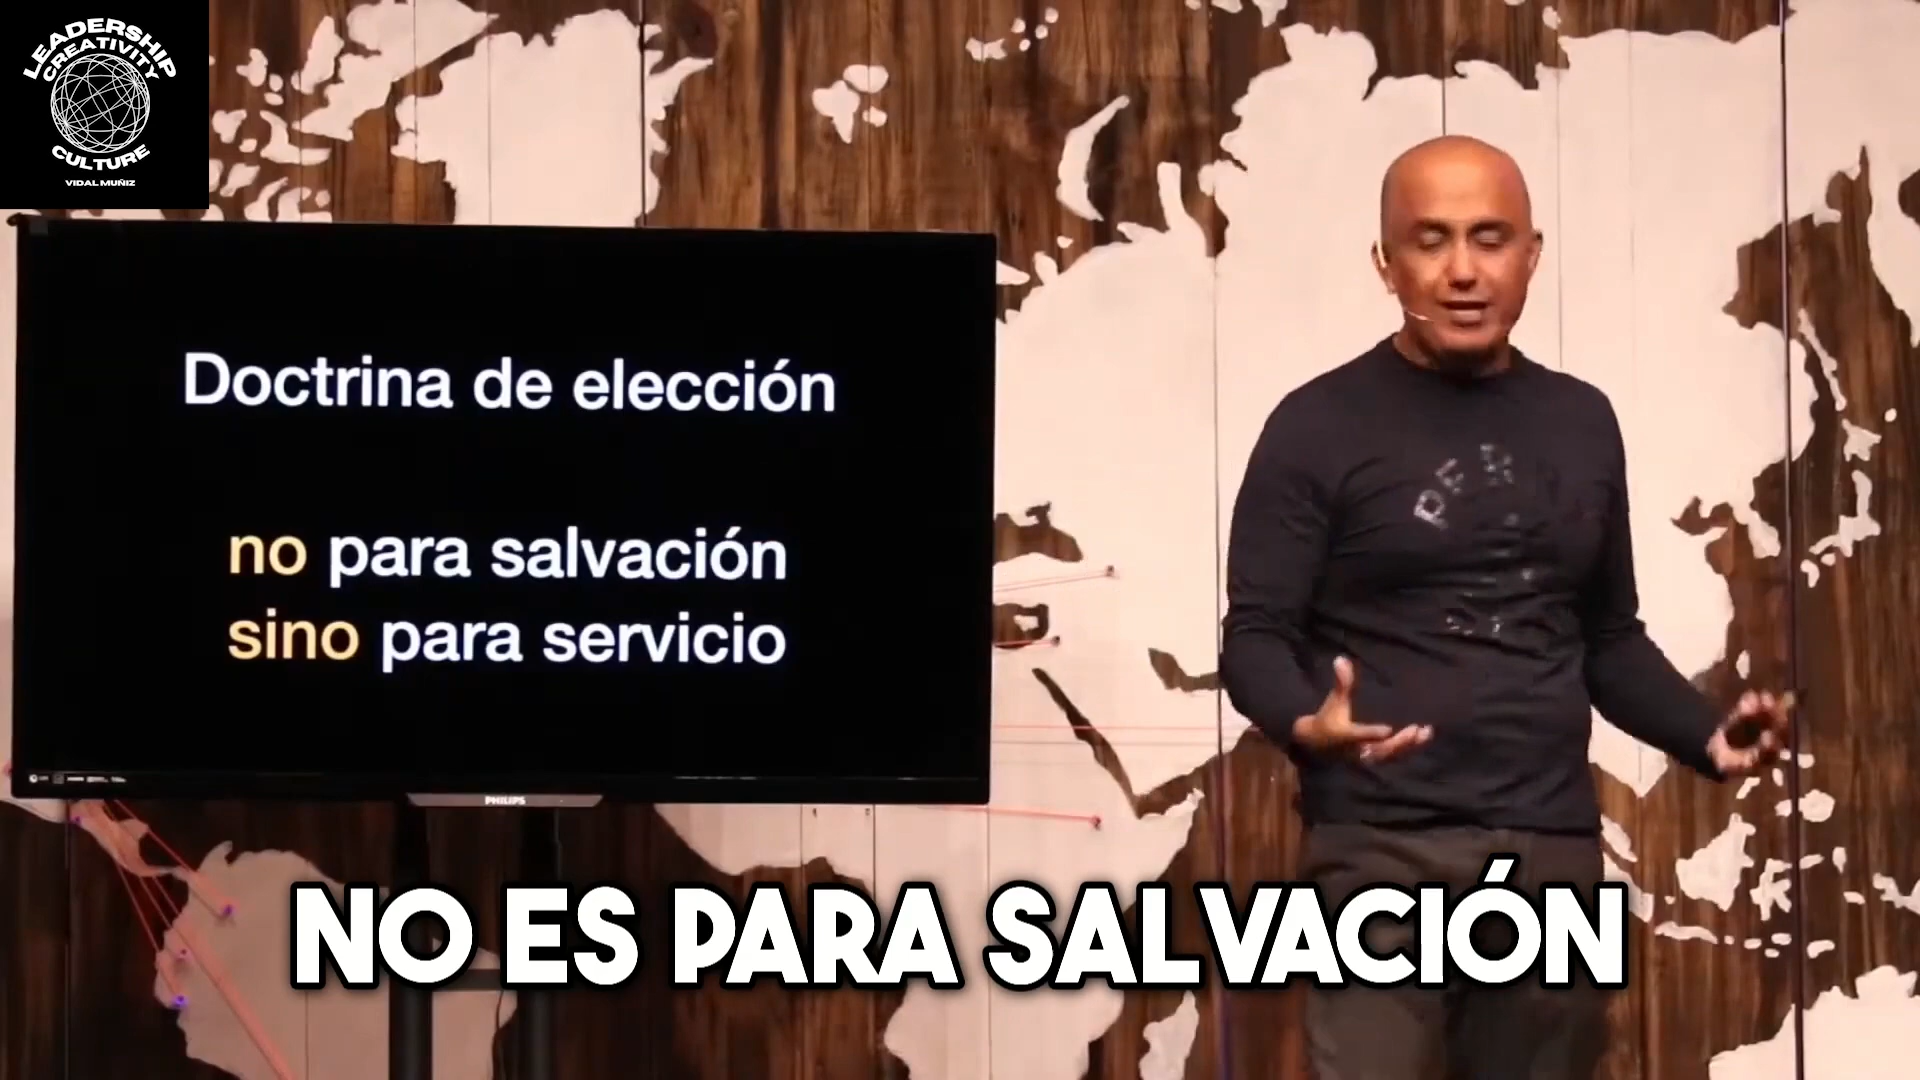 LEADERSHIP
CREATIVITY
CULTURE
VIDAL MUÑIZ
Doctrina de elección
no para salvación
sino para servicio
PHILIPS
NO ES PARA SALVACIÓN